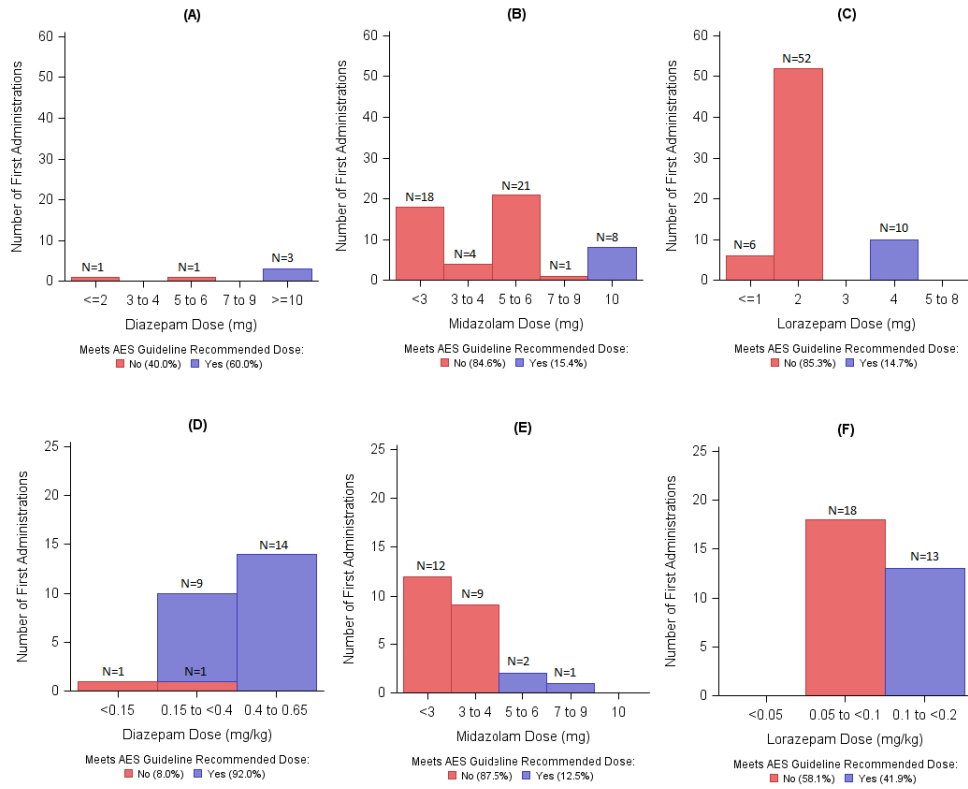 (A)
60
50
40
30
20
10
0
Number of First Administrations
N=1
N=1
N=3
<=2 3 to 4 5 to 6 7 to 9 >=10
Diazepam Dose (mg)
Meets AES Guideline Recommended Dose:
No (40.0%) Yes (60.0%)
(B)
60
50
40
30
20
10
0
Number of First Administrations
N=18
N=4
N=21
N=1
N=8
<3 3 to 4 5 to 6 7 to 9 10
Midazolam Dose (mg)
Meets AES Guideline Recommended Dose:
No (84.6%) Yes (15.4%)
(C)
60
50
40
30
20
10
0
Number of First Administrations
N=6
N=52
N=10
<=1 2 3 4 5 to 8
Lorazepam Dose (mg)
Meets AES Guideline Recommended Dose:
No (85.3%) Yes (14.7%)
(D)
25
20
15
10
5
0
Number of First Administrations
N=1
N=9
N=1
N=14
<0.15 0.15 to <0.4 0.4 to 0.65
Diazepam Dose (mg/kg)
Meets AES Guideline Recommended Dose:
No (8.0%) Yes (92.0%)
(E)
25
20
15
10
5
0
Number of First Administrations
N=12
N=9
N=2
N=1
<3 3 to 4 5 to 6 7 to 9 10
Midazolam Dose (mg)
Meets AES Guideline Recommended Dose:
No (87.5%) Yes (12.5%)
(F)
25
20
15
10
5
0
Number of First Administrations
N=18
N=13
<0.05 0.05 to <0.1 0.1 to <0.2
Lorazepam Dose (mg/kg)
Meets AES Guideline Recommended Dose:
No (58.1%) Yes (41.9%)